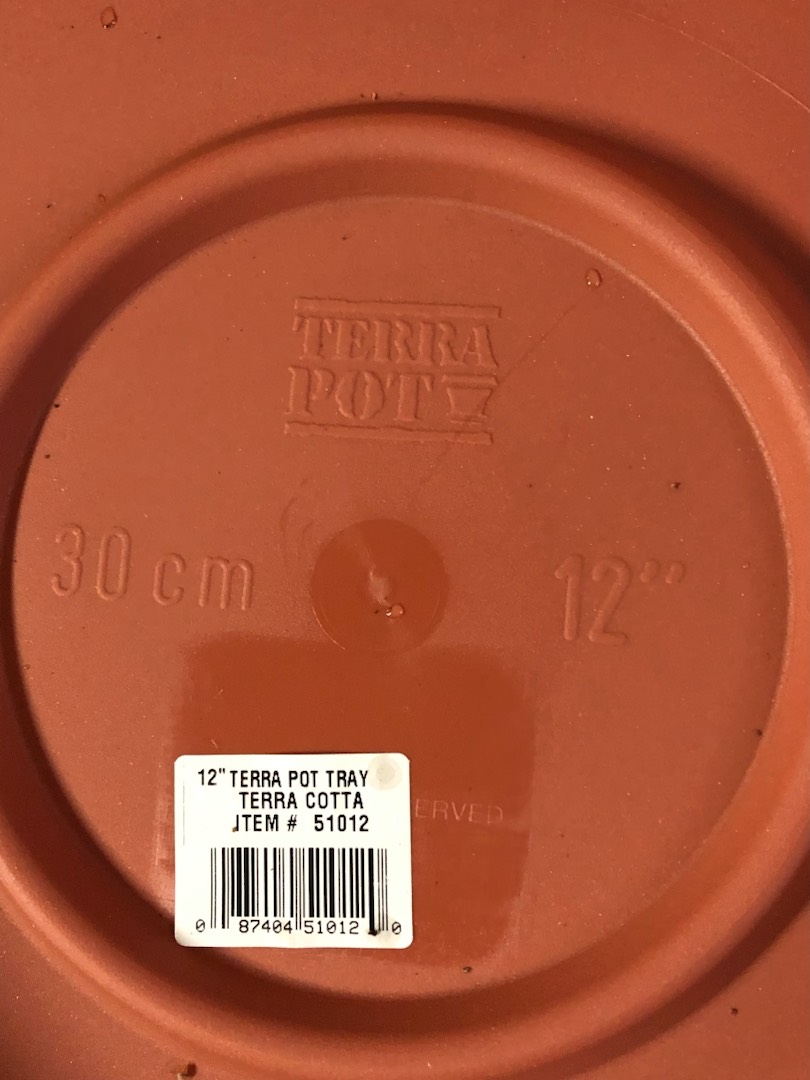 TERRA
POT
30 cm
12"
12" TERRA POT TRAY
TERRA COTTA
ITEM # 51012
ERVED
0 87404 51012 0